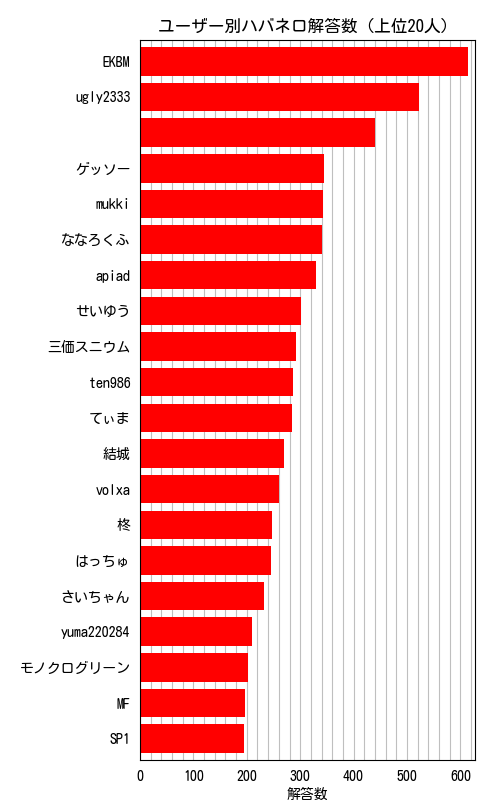 ユーザー別ハバネロ解答数 (上位20人)
EKBM
ugly2333
ゲッソー
mukki
ななろくふ
apiad
せいゆう
三価スニウム
ten986
てぃま
結城
volxa
柊
はっちゅ
さいちゃん
yuma220284
モノクログリーン
MF
SP1
0 100 200 300 400 500 600
解答数